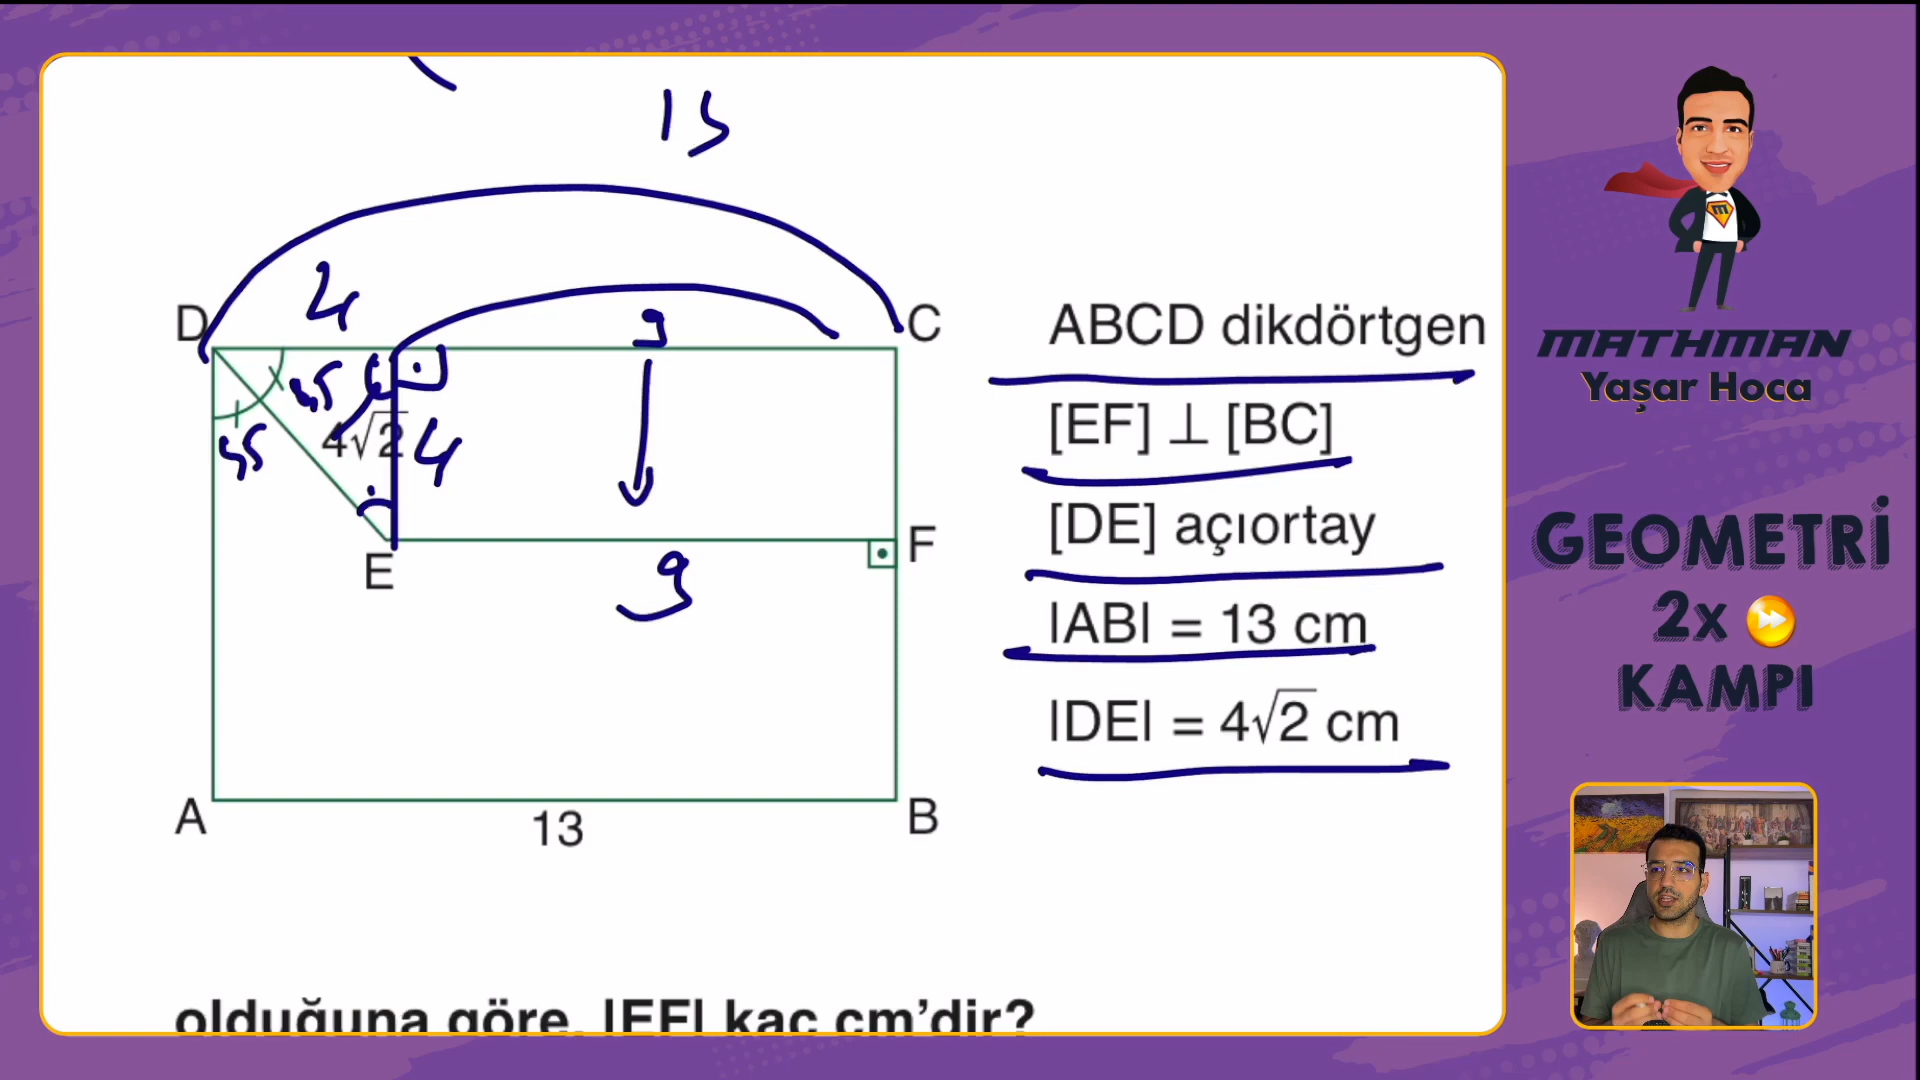 13
4
9
D
C
45
45
4√2
4
E
F
9
A
B
13
ABCD dikdörtgen
[EF] ⊥ [BC]
[DE] açıortay
|AB| = 13 cm
|DE| = 4√2 cm
olduğuna göre, |EF| kaç cm'dir?
M
MATHMAN
Yaşar Hoca
GEOMETRİ
2x
KAMPI